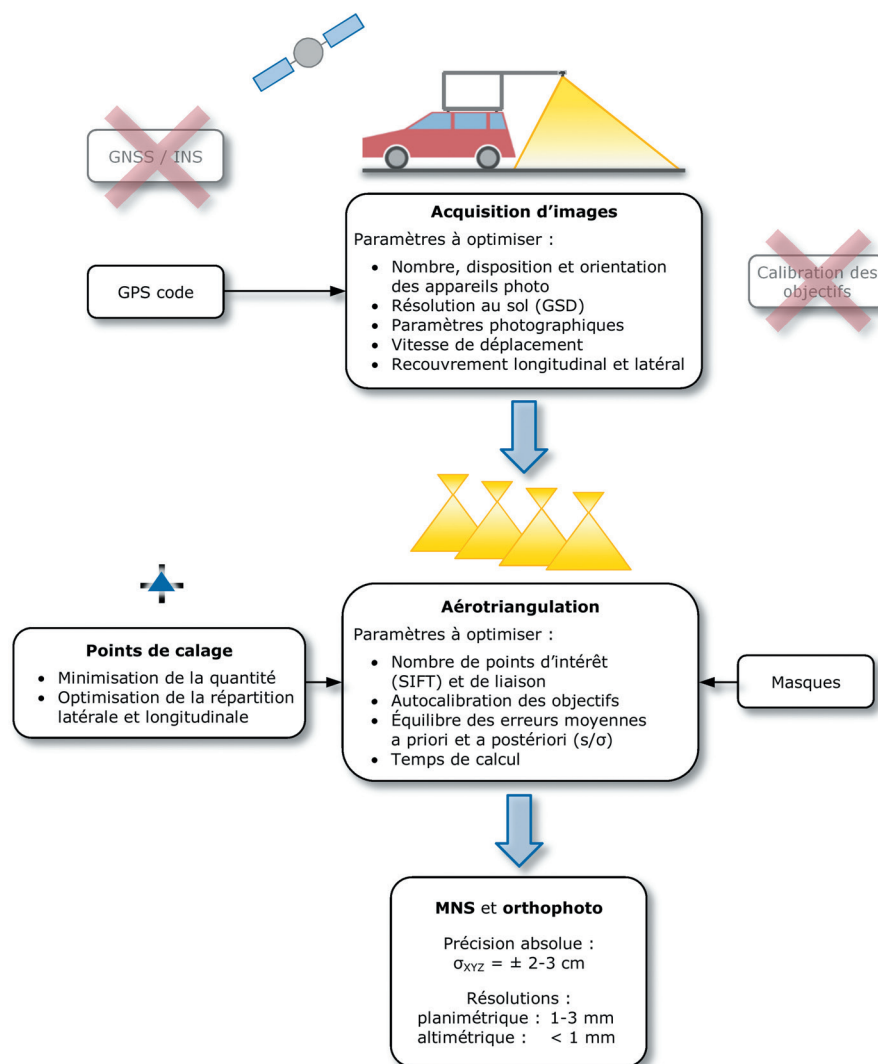 GNSS / INS
Acquisition d'images
Paramètres à optimiser :
• Nombre, disposition et orientation
des appareils photo
• Résolution au sol (GSD)
• Paramètres photographiques
• Vitesse de déplacement
• Recouvrement longitudinal et latéral
GPS code
Calibration des
objectifs
Aérotriangulation
Paramètres à optimiser :
• Nombre de points d'intérêt
(SIFT) et de liaison
• Autocalibration des objectifs
• Équilibre des erreurs moyennes
a priori et a postériori (s/σ)
• Temps de calcul
Points de calage
• Minimisation de la quantité
• Optimisation de la répartition
latérale et longitudinale
Masques
MNS et orthophoto
Précision absolue :
σXYZ = ± 2-3 cm
Résolutions :
planimétrique : 1-3 mm
altimétrique : < 1 mm